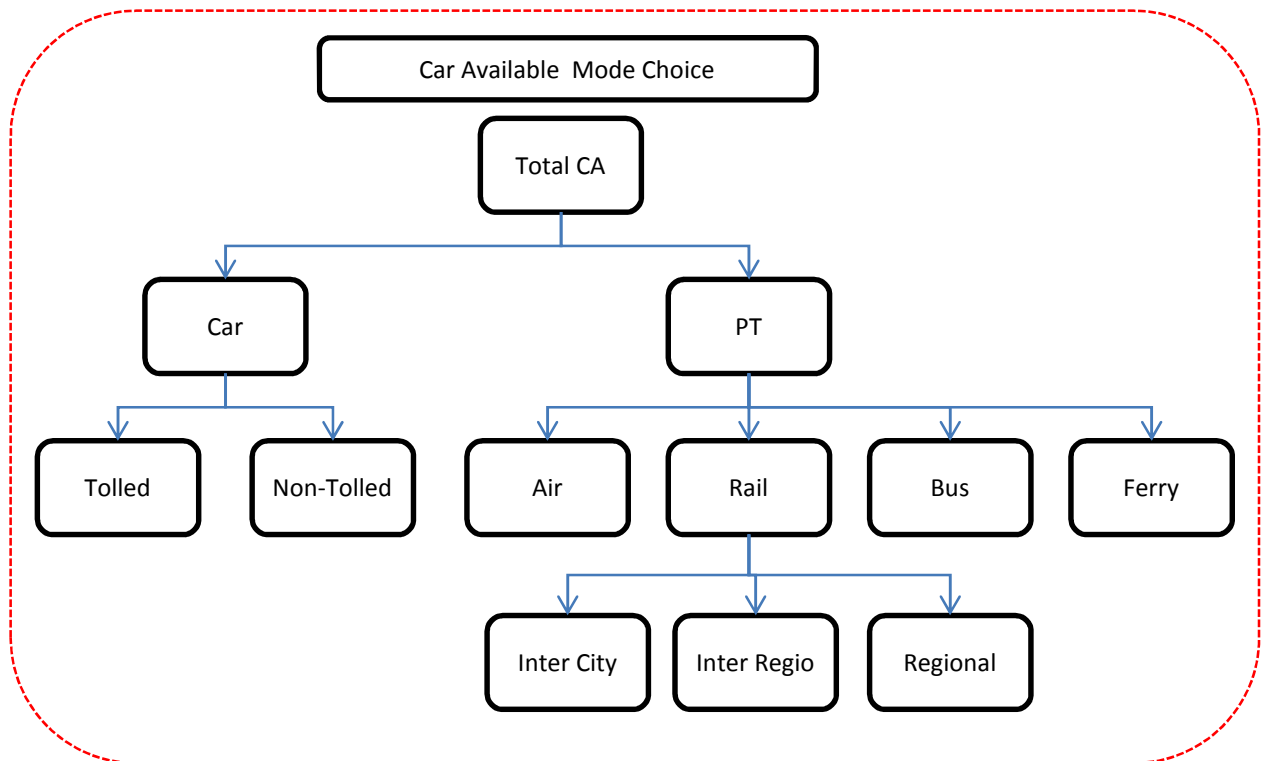 Car Available  Mode Choice
Total CA
Car
PT
Tolled
Non-Tolled
Air
Rail
Bus
Ferry
Inter City
Inter Regio
Regional